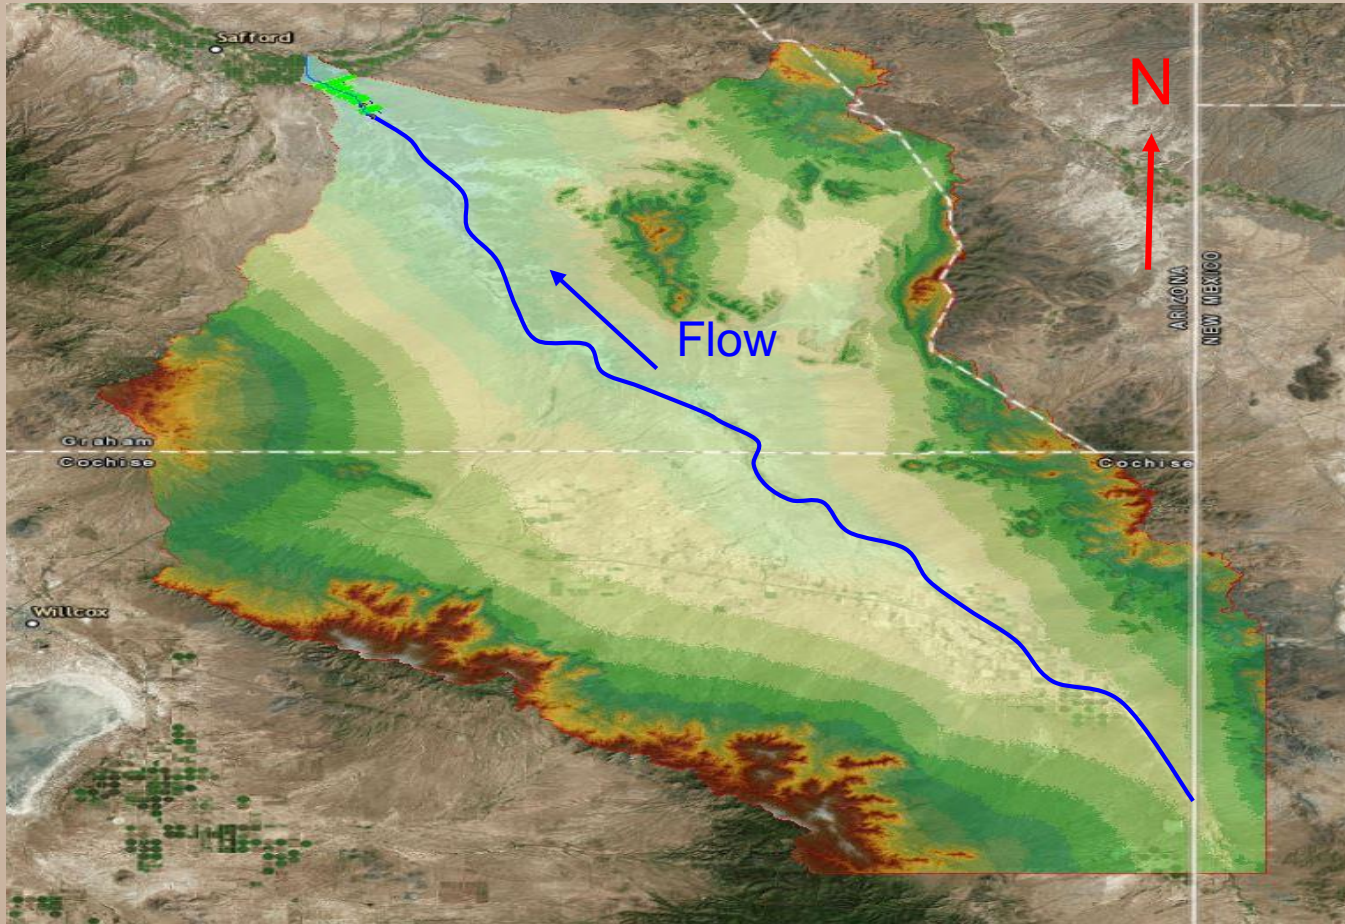 Safford
N
ARIZONA
NEW MEXICO
Flow
Graham
Cochise
Cochise
Willcox